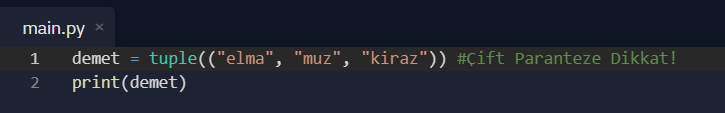 main.py ×
1 demet = tuple(("elma", "muz", "kiraz")) #Çift Paranteze Dikkat!
2 print(demet)